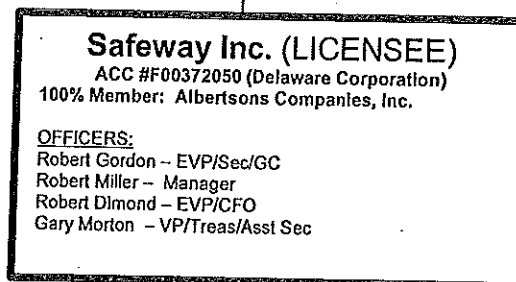 Safeway Inc. (LICENSEE)
ACC #F00372050 (Delaware Corporation)
100% Member: Albertsons Companies, Inc.
OFFICERS:
Robert Gordon – EVP/Sec/GC
Robert Miller – Manager
Robert Dimond – EVP/CFO
Gary Morton – VP/Treas/Asst Sec